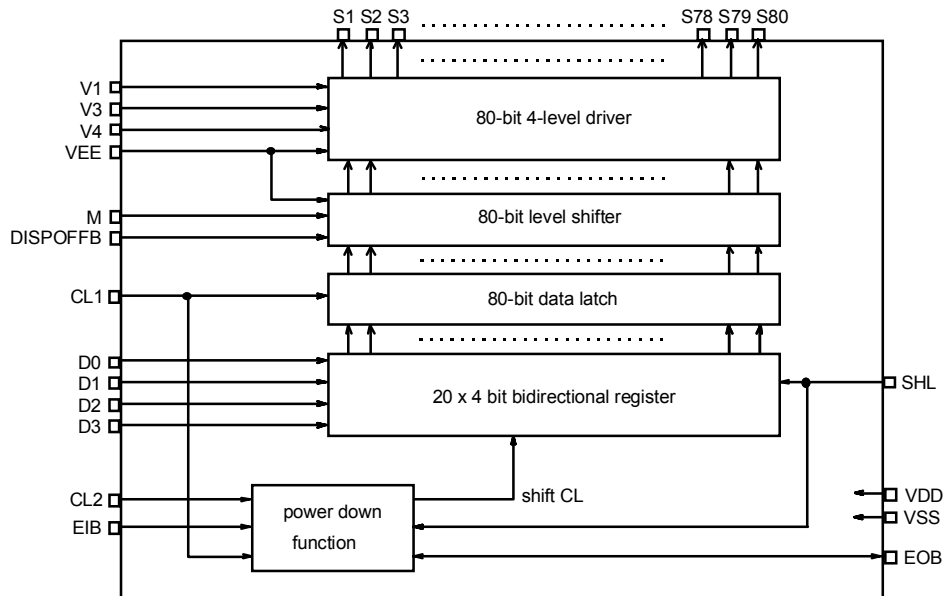 S1 S2 S3 S78 S79 S80
V1
V3
V4
VEE
80-bit 4-level driver
M
DISPOFFB
80-bit level shifter
CL1
80-bit data latch
D0
D1
D2
D3
20 x 4 bit bidirectional register
SHL
CL2
EIB
power down
function
shift CL
VDD
VSS
EOB